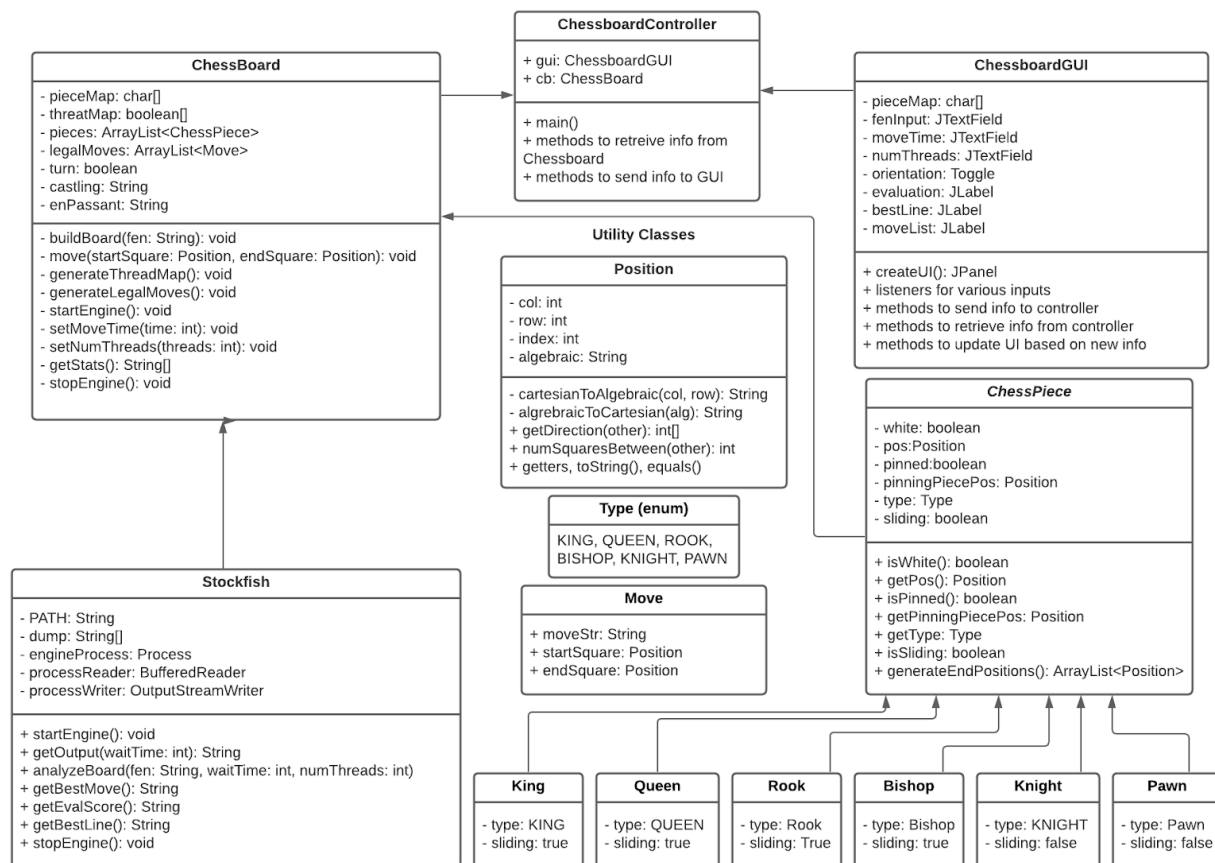 ChessboardController
+ gui: ChessboardGUI
+ cb: ChessBoard
+ main()
+ methods to retreive info from
Chessboard
+ methods to send info to GUI
ChessBoard
- pieceMap: char[]
- threatMap: boolean[]
- pieces: ArrayList<ChessPiece>
- legalMoves: ArrayList<Move>
- turn: boolean
- castling: String
- enPassant: String
- buildBoard(fen: String): void
- move(startSquare: Position, endSquare: Position): void
- generateThreadMap(): void
- generateLegalMoves(): void
- startEngine(): void
- setMoveTime(time: int): void
- setNumThreads(threads: int): void
- getStats(): String[]
- stopEngine(): void
ChessboardGUI
- pieceMap: char[]
- fenInput: JTextField
- moveTime: JTextField
- numThreads: JTextField
- orientation: Toggle
- evaluation: JLabel
- bestLine: JLabel
- moveList: JLabel
+ createUI(): JPanel
+ listeners for various inputs
+ methods to send info to controller
+ methods to retrieve info from controller
+ methods to update UI based on new info
Utility Classes
Position
- col: int
- row: int
- index: int
- algebraic: String
- cartesianToAlgebraic(col, row): String
- algrebraicToCartesian(alg): String
+ getDirection(other): int[]
+ numSquaresBetween(other): int
+ getters, toString(), equals()
Type (enum)
KING, QUEEN, ROOK,
BISHOP, KNIGHT, PAWN
Move
+ moveStr: String
+ startSquare: Position
+ endSquare: Position
ChessPiece
- white: boolean
- pos:Position
- pinned:boolean
- pinningPiecePos: Position
- type: Type
- sliding: boolean
+ isWhite(): boolean
+ getPos(): Position
+ isPinned(): boolean
+ getPinningPiecePos: Position
+ getType: Type
+ isSliding: boolean
+ generateEndPositions(): ArrayList<Position>
Stockfish
- PATH: String
- dump: String[]
- engineProcess: Process
- processReader: BufferedReader
- processWriter: OutputStreamWriter
+ startEngine(): void
+ getOutput(waitTime: int): String
+ analyzeBoard(fen: String, waitTime: int, numThreads: int)
+ getBestMove(): String
+ getEvalScore(): String
+ getBestLine(): String
+ stopEngine(): void
King
- type: KING
- sliding: true
Queen
- type: QUEEN
- sliding: true
Rook
- type: Rook
- sliding: True
Bishop
- type: Bishop
- sliding: true
Knight
- type: KNIGHT
- sliding: false
Pawn
- type: Pawn
- sliding: false